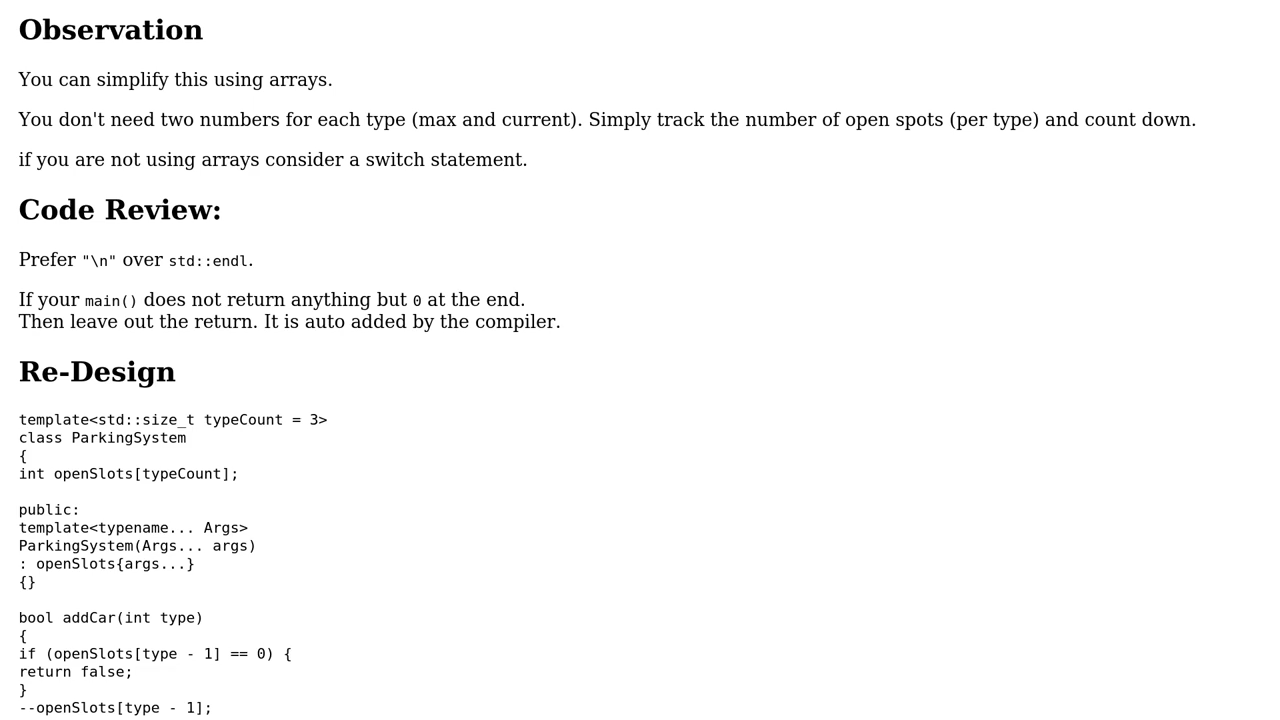 Observation
You can simplify this using arrays.
You don't need two numbers for each type (max and current). Simply track the number of open spots (per type) and count down.
if you are not using arrays consider a switch statement.
Code Review:
Prefer "\n" over std::endl.
If your main() does not return anything but 0 at the end.
Then leave out the return. It is auto added by the compiler.
Re-Design
template<std::size_t typeCount = 3>
class ParkingSystem
{
int openSlots[typeCount];
public:
template<typename... Args>
ParkingSystem(Args... args)
: openSlots{args...}
{}
bool addCar(int type)
{
if (openSlots[type - 1] == 0) {
return false;
}
--openSlots[type - 1];